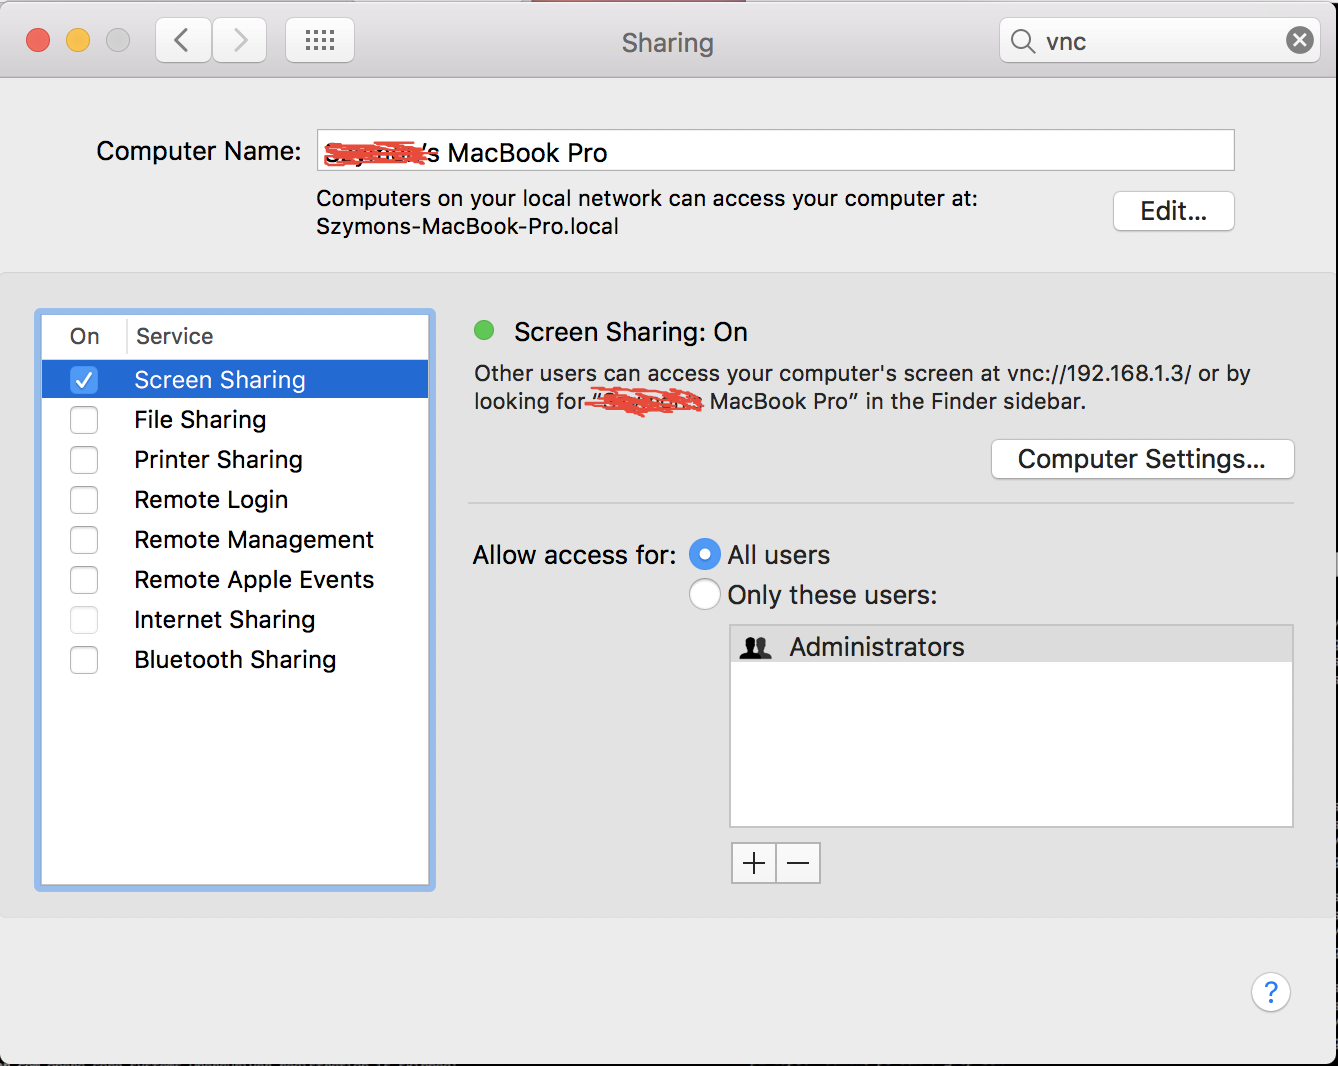 Sharing
vnc
Computer Name:
's MacBook Pro
Computers on your local network can access your computer at:
Szymons-MacBook-Pro.local
Edit...
On
Service
Screen Sharing
File Sharing
Printer Sharing
Remote Login
Remote Management
Remote Apple Events
Internet Sharing
Bluetooth Sharing
Screen Sharing: On
Other users can access your computer's screen at vnc://192.168.1.3/ or by
looking for “ MacBook Pro” in the Finder sidebar.
Computer Settings...
Allow access for:
All users
Only these users:
Administrators
?